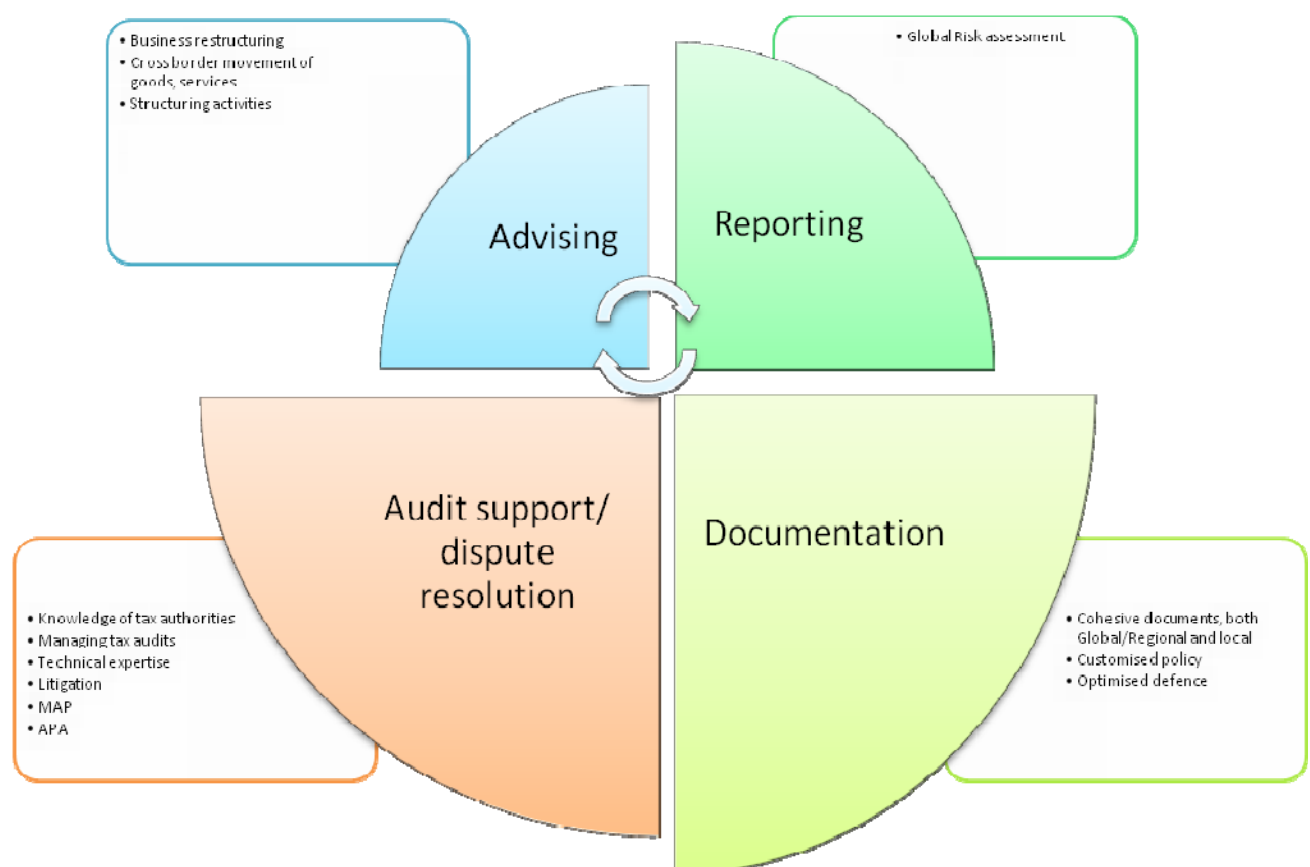 • Business restructuring
• Cross border movement of
goods, services
• Structuring activities
• Global Risk assessment
Advising
Reporting
Audit support/
dispute
resolution
Documentation
• Knowledge of tax authorities
• Managing tax audits
• Technical expertise
• Litigation
• MAP
• APA
• Cohesive documents, both
Global/Regional and local
• Customised policy
• Optimised defence